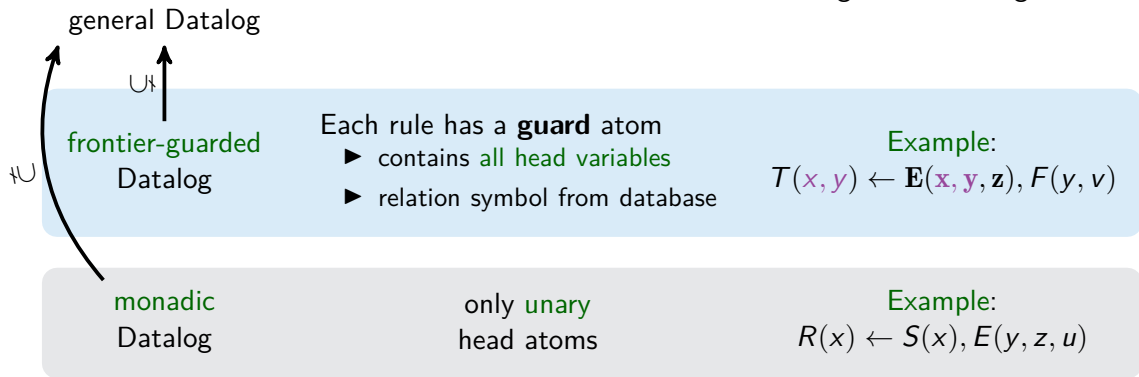 general Datalog
⊊
⊊
frontier-guarded
Datalog
Each rule has a guard atom
▶ contains all head variables
▶ relation symbol from database
Example:
T(x, y) ← E(x, y, z), F(y, v)
monadic
Datalog
only unary
head atoms
Example:
R(x) ← S(x), E(y, z, u)